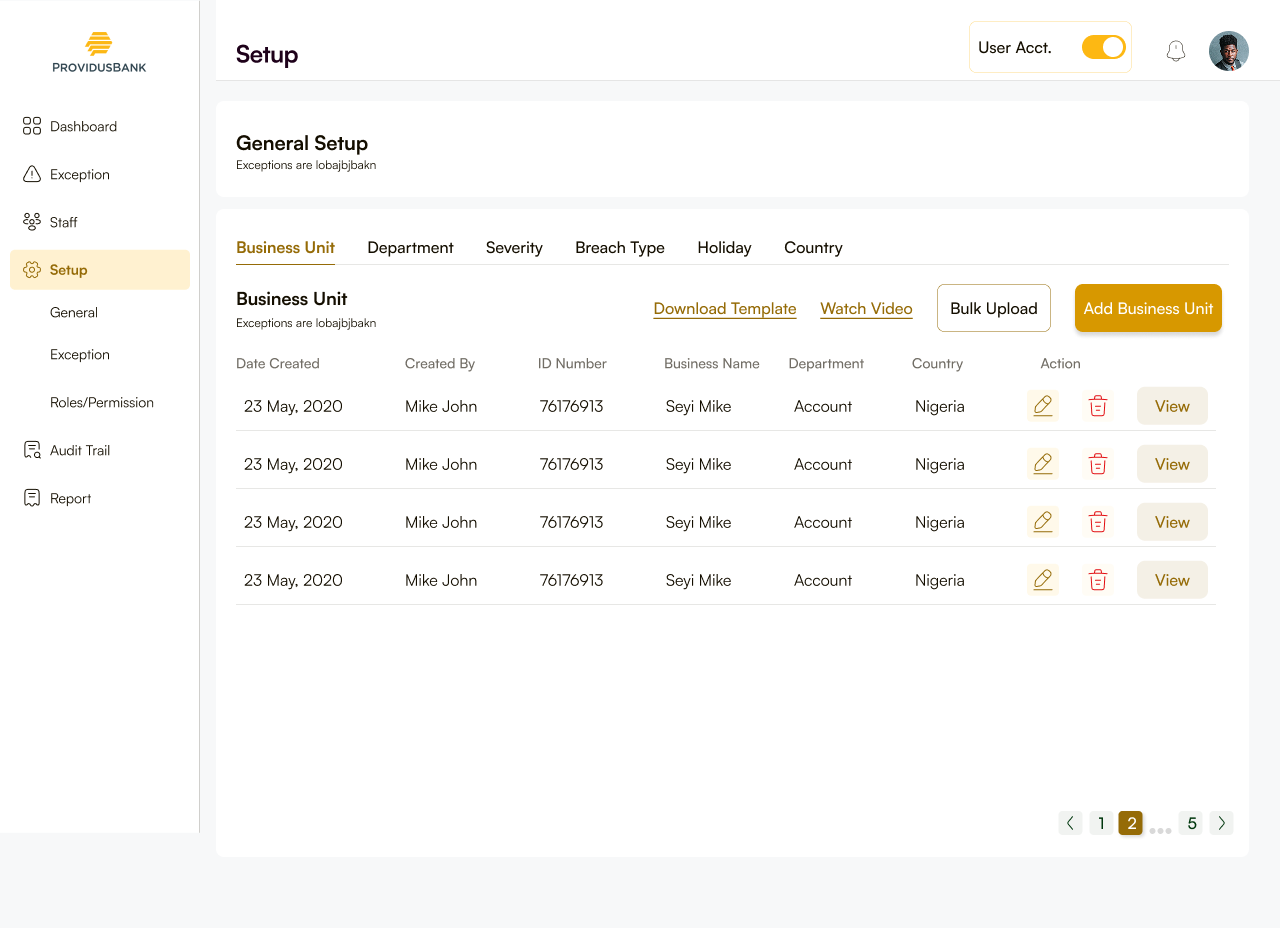 PROVIDUSBANK
Dashboard
Exception
Staff
Setup
General
Exception
Roles/Permission
Audit Trail
Report
Setup
User Acct.
General Setup
Exceptions are lobajbjbakn
Business Unit Department Severity Breach Type Holiday Country
Business Unit
Exceptions are lobajbjbakn
Download Template Watch Video Bulk Upload Add Business Unit
Date Created Created By ID Number Business Name Department Country Action
23 May, 2020 Mike John 76176913 Seyi Mike Account Nigeria View
23 May, 2020 Mike John 76176913 Seyi Mike Account Nigeria View
23 May, 2020 Mike John 76176913 Seyi Mike Account Nigeria View
23 May, 2020 Mike John 76176913 Seyi Mike Account Nigeria View
1 2 5